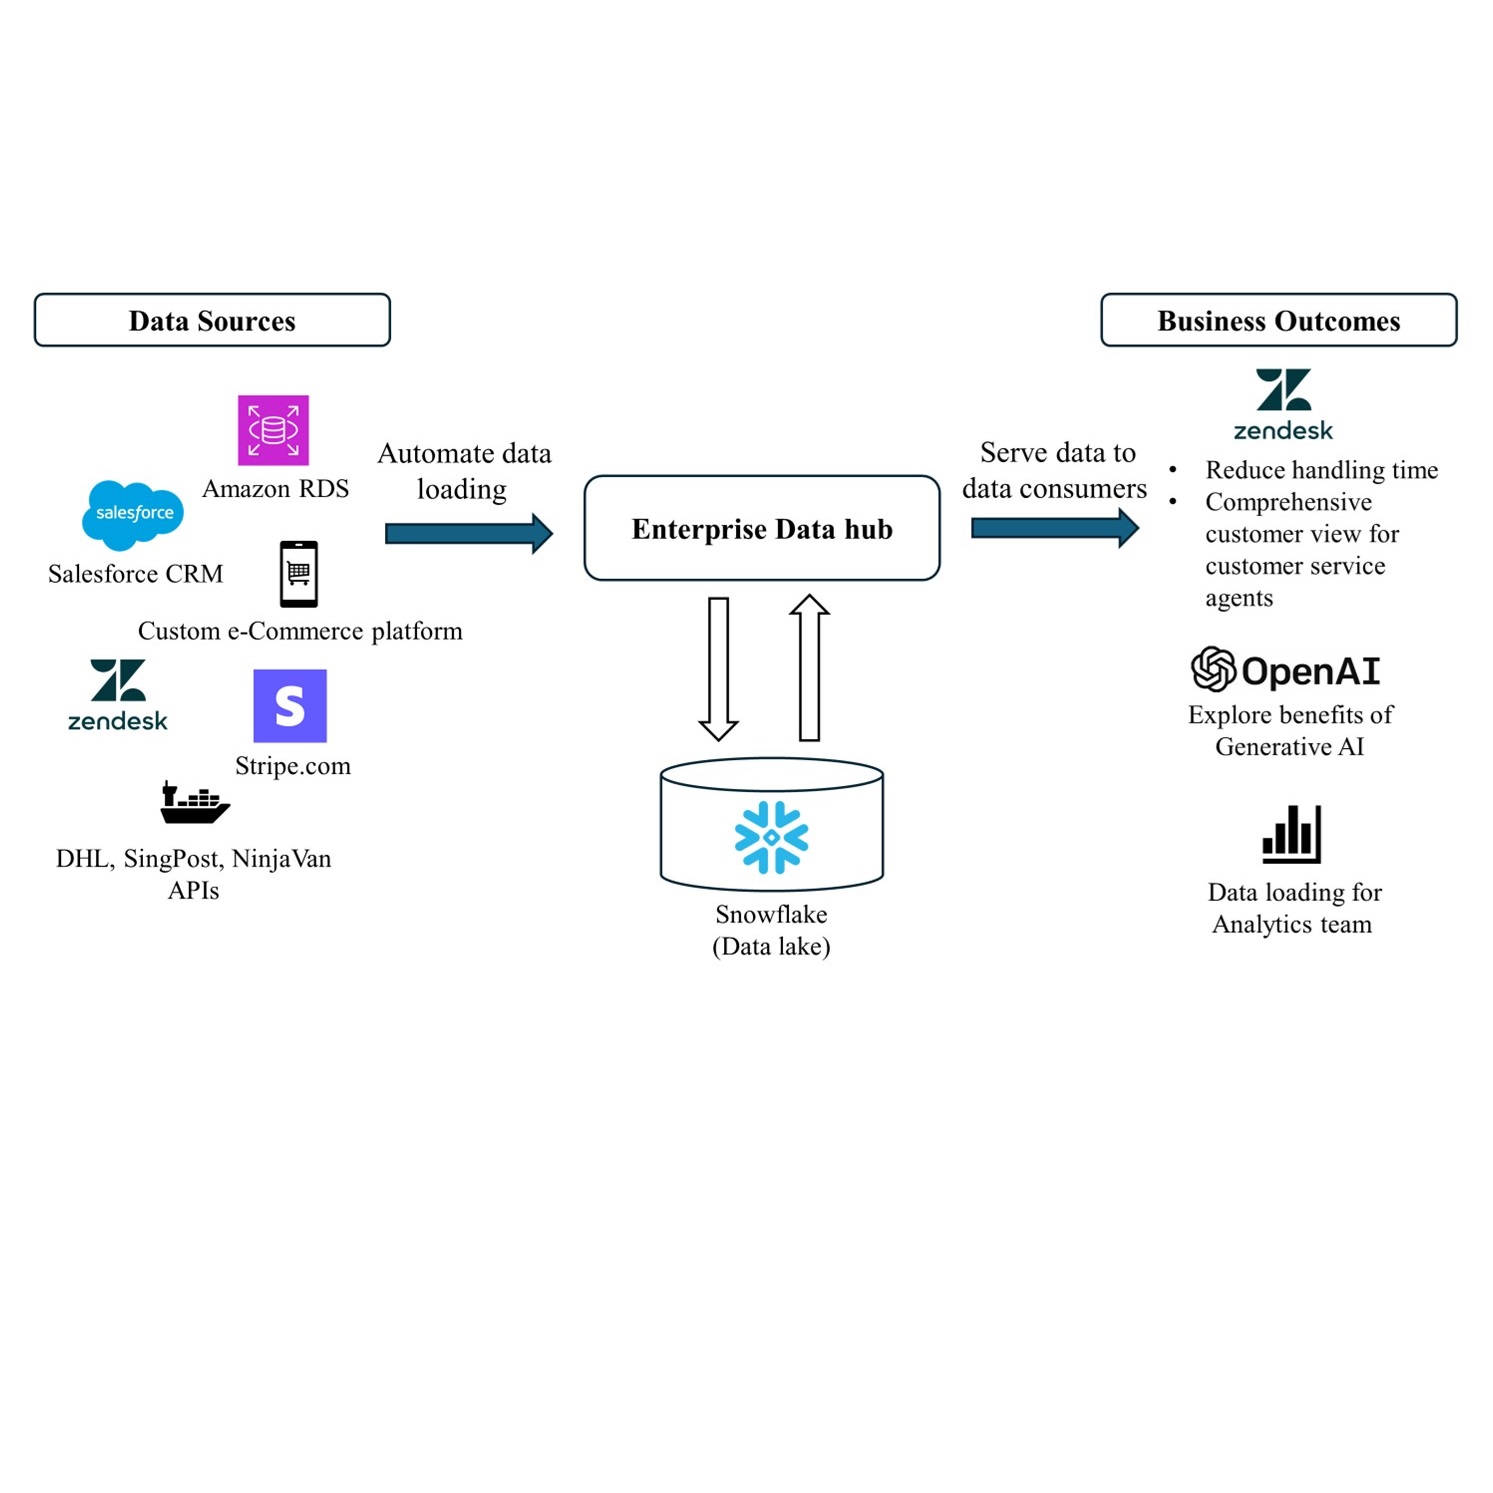 Data Sources
Amazon RDS
salesforce
Salesforce CRM
Custom e-Commerce platform
zendesk
S
Stripe.com
DHL, SingPost, NinjaVan
APIs
Automate data
loading
Enterprise Data hub
Snowflake
(Data lake)
Serve data to
data consumers
Business Outcomes
zendesk
• Reduce handling time
• Comprehensive
customer view for
customer service
agents
OpenAI
Explore benefits of
Generative AI
Data loading for
Analytics team